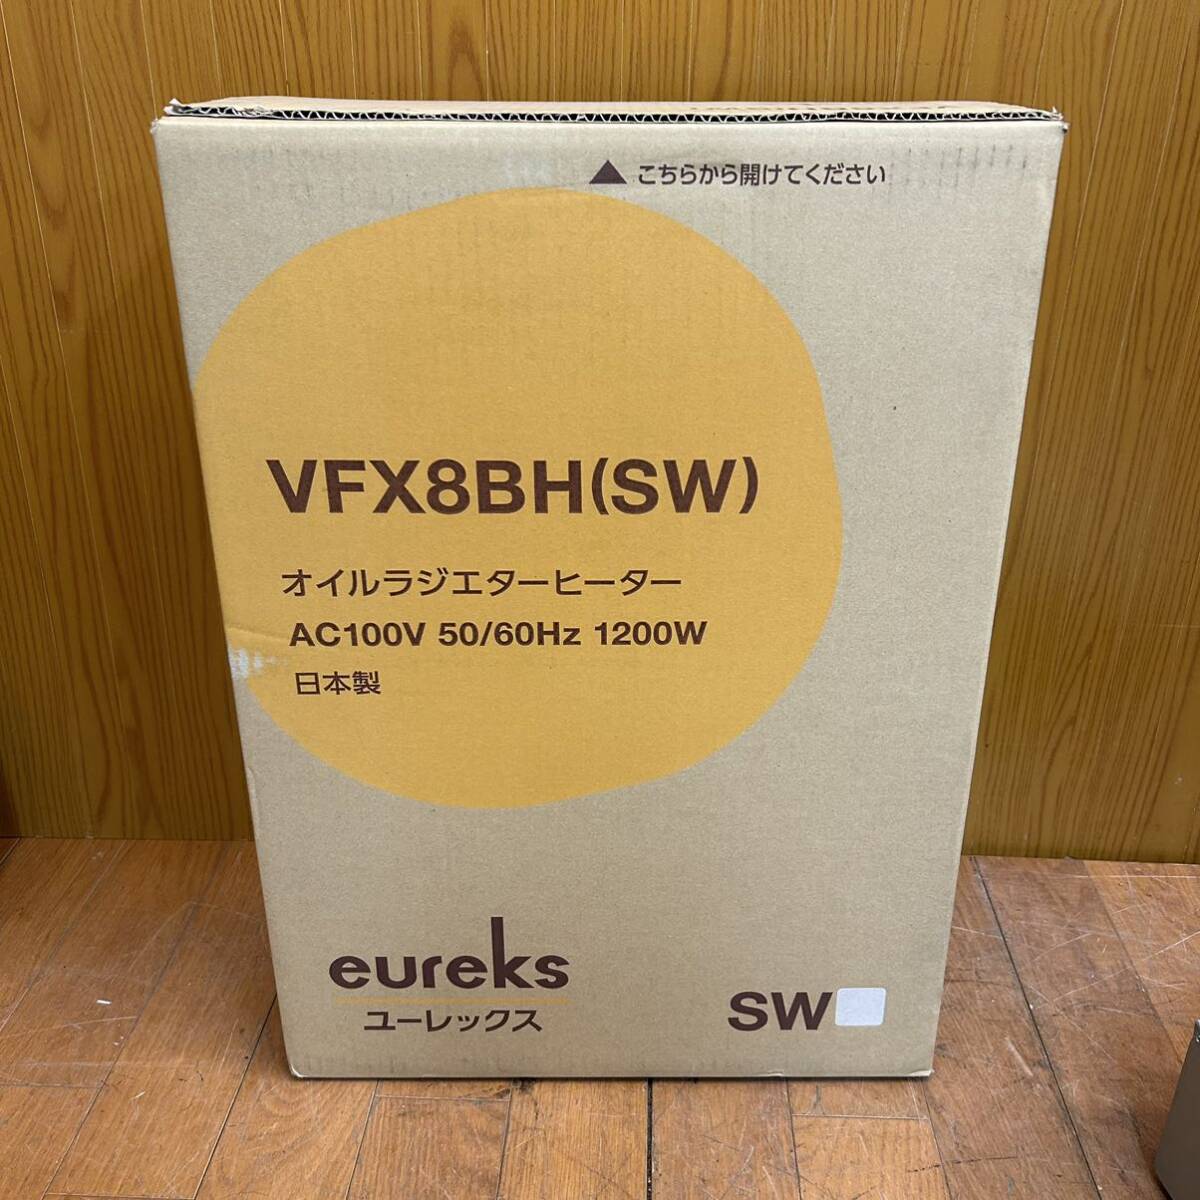 ▲ こちらから開けてください
VFX8BH(SW)
オイルラジエターヒーター
AC100V 50/60Hz 1200W
日本製
eureks
ユーレックス
SW